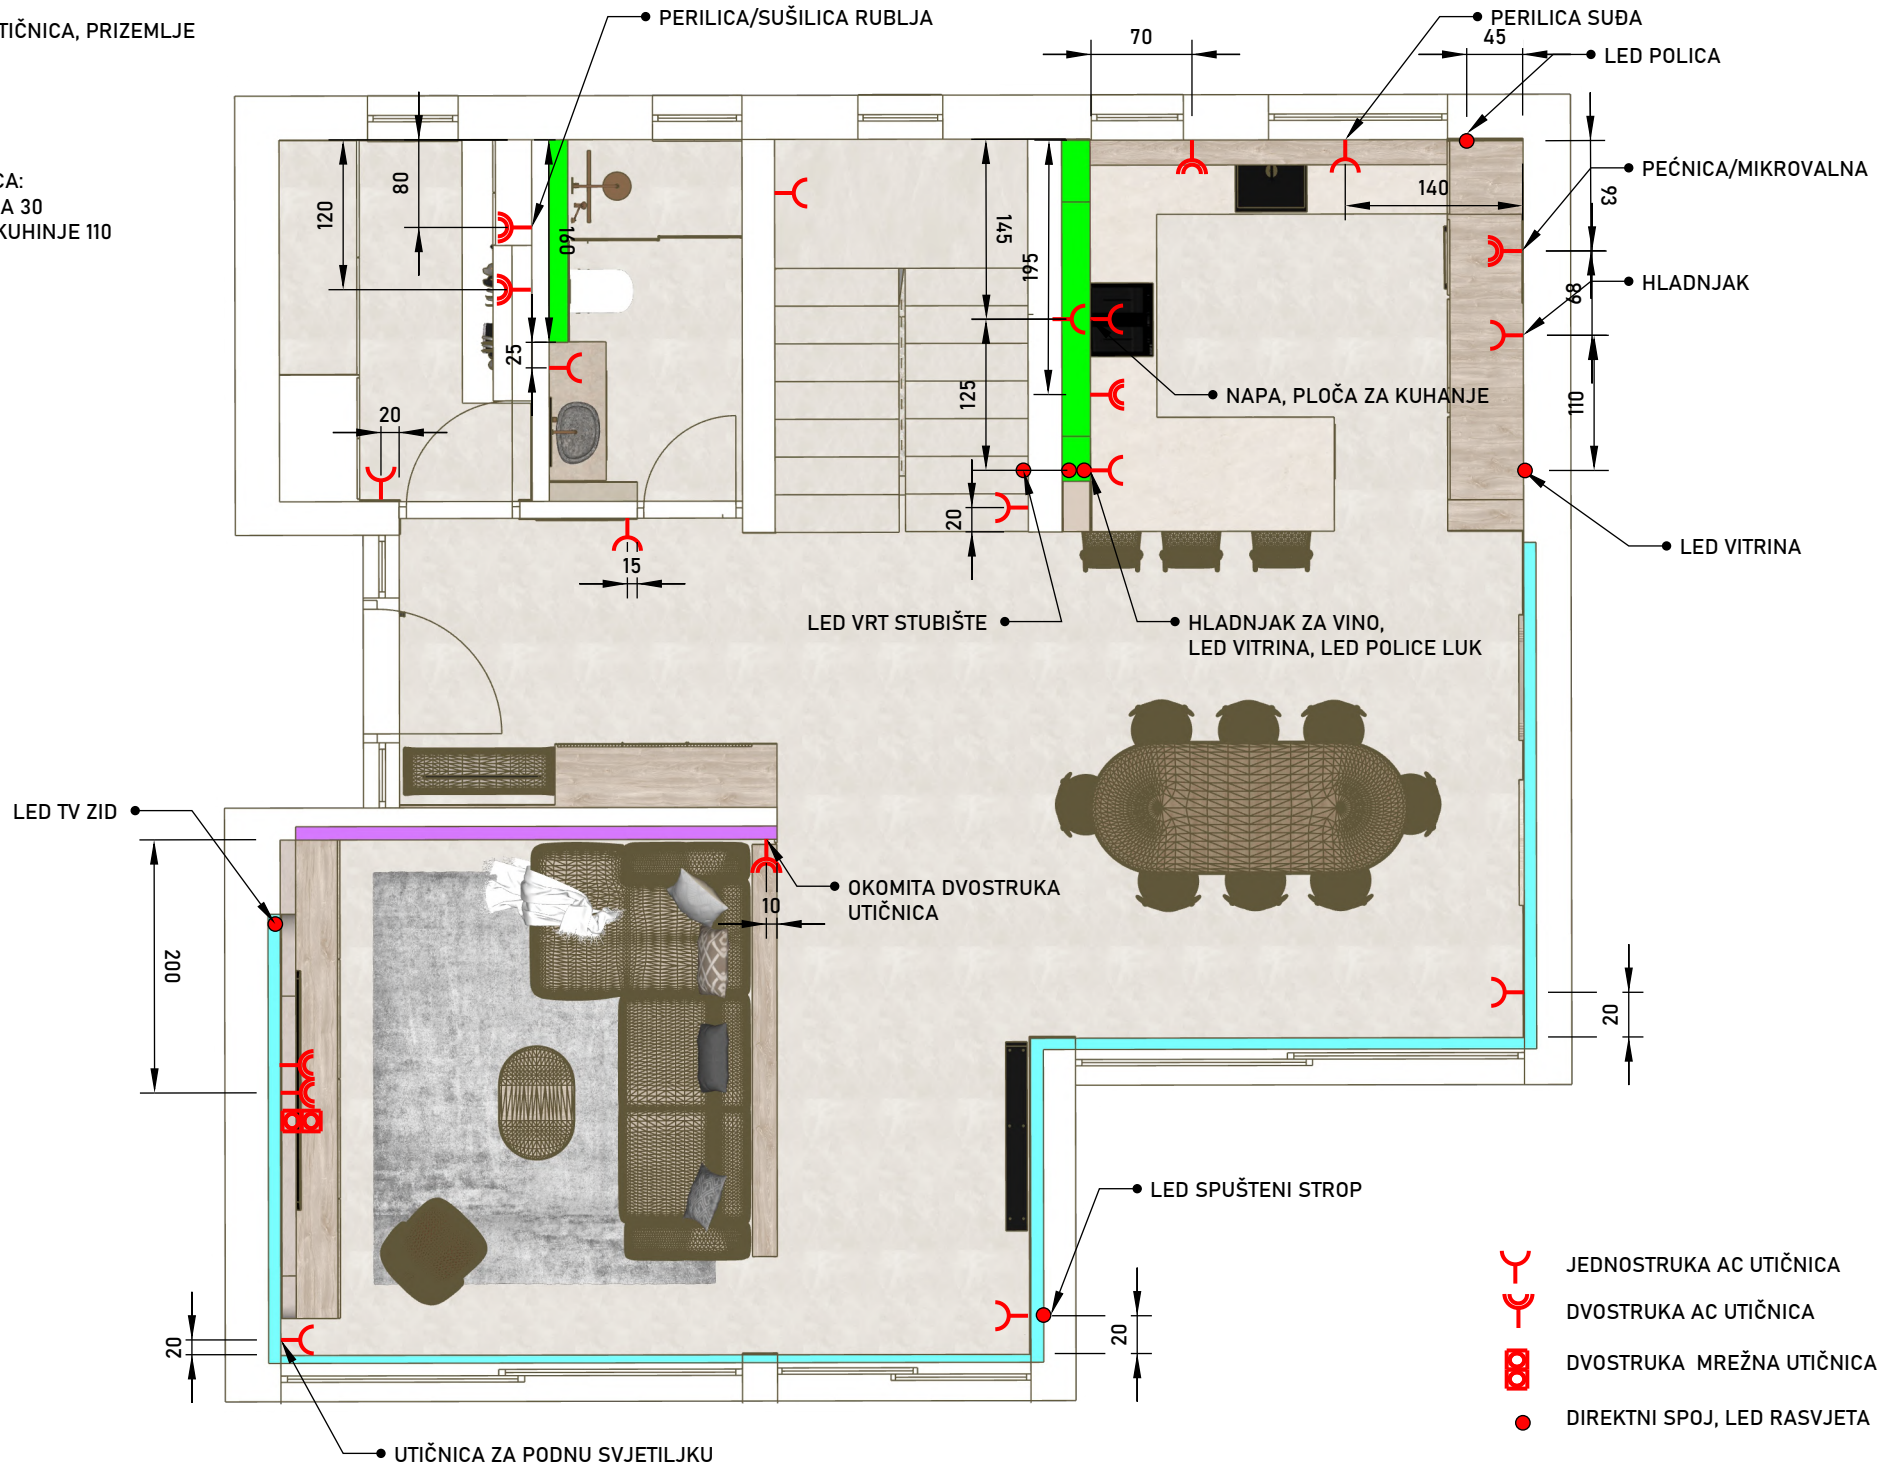 TIČNICA, PRIZEMLJE
CA:
A 30
KUHINJE 110
PERILICA/SUŠILICA RUBLJA
PERILICA SUĐA
70
45
LED POLICA
PEĆNICA/MIKROVALNA
HLADNJAK
80
120
160
145
195
140
93
68
110
25
125
20
20
15
NAPA, PLOČA ZA KUHANJE
LED VITRINA
LED VRT STUBIŠTE
HLADNJAK ZA VINO,
LED VITRINA, LED POLICE LUK
LED TV ZID
OKOMITA DVOSTRUKA
UTIČNICA
10
200
20
LED SPUŠTENI STROP
20
20
UTIČNICA ZA PODNU SVJETILJKU
JEDNOSTRUKA AC UTIČNICA
DVOSTRUKA AC UTIČNICA
DVOSTRUKA MREŽNA UTIČNICA
DIREKTNI SPOJ, LED RASVJETA